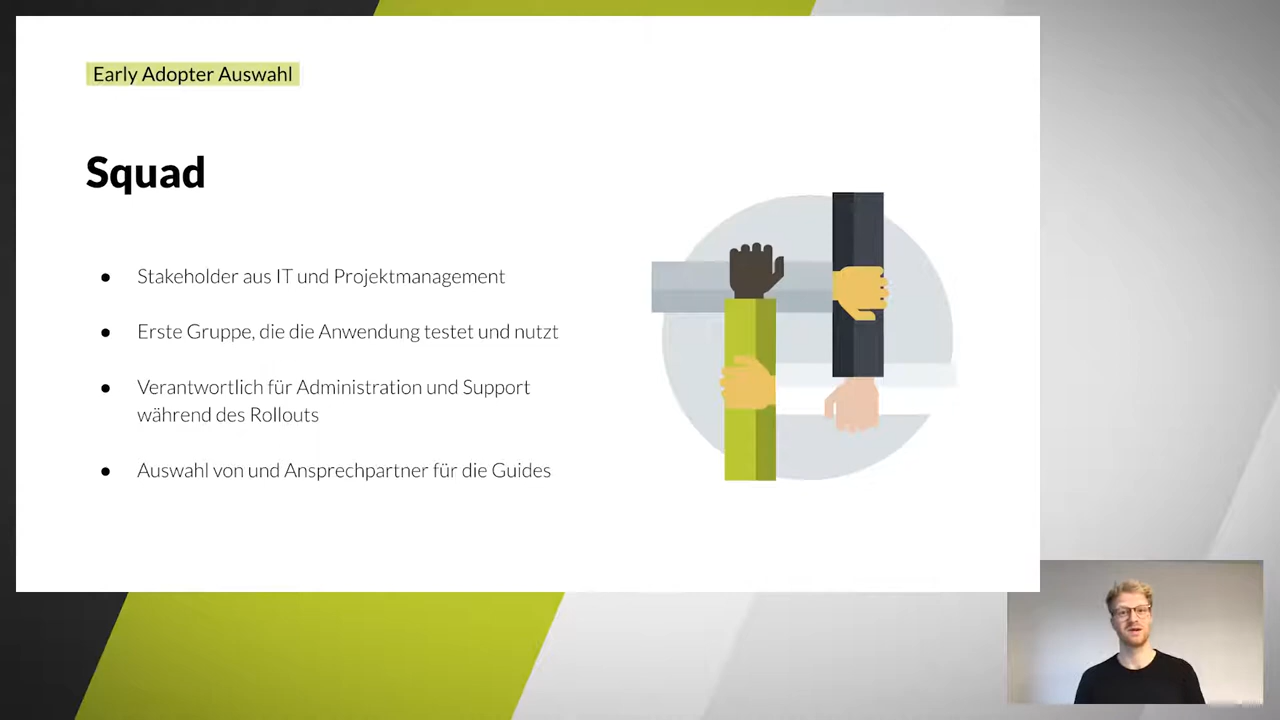 Early Adopter Auswahl
Squad
● Stakeholder aus IT und Projektmanagement
● Erste Gruppe, die die Anwendung testet und nutzt
● Verantwortlich für Administration und Support
während des Rollouts
● Auswahl von und Ansprechpartner für die Guides